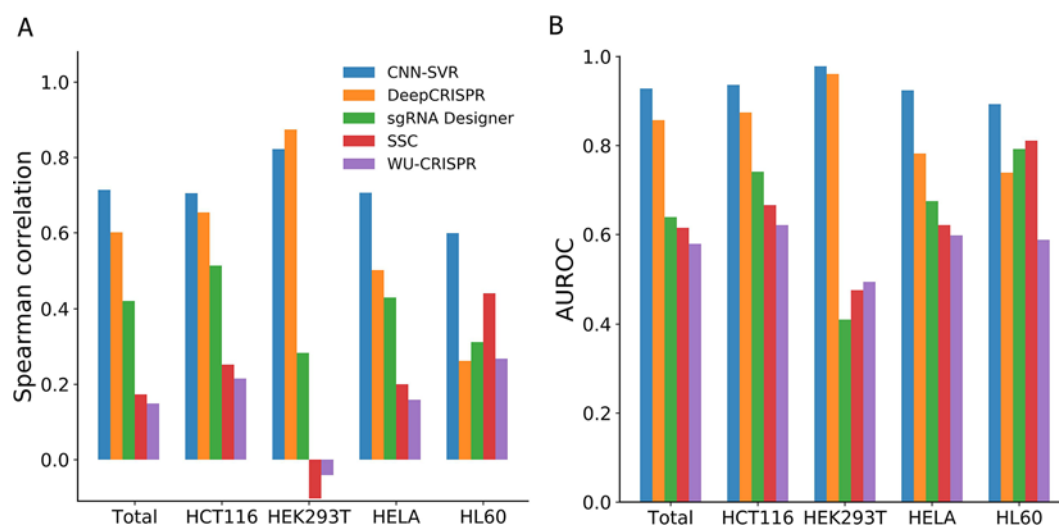 A
Spearman correlation
1.0
0.8
0.6
0.4
0.2
0.0
CNN-SVR
DeepCRISPR
sgRNA Designer
SSC
WU-CRISPR
Total HCT116 HEK293T HELA HL60
B
AUROC
1.0
0.8
0.6
0.4
0.2
0.0
Total HCT116 HEK293T HELA HL60